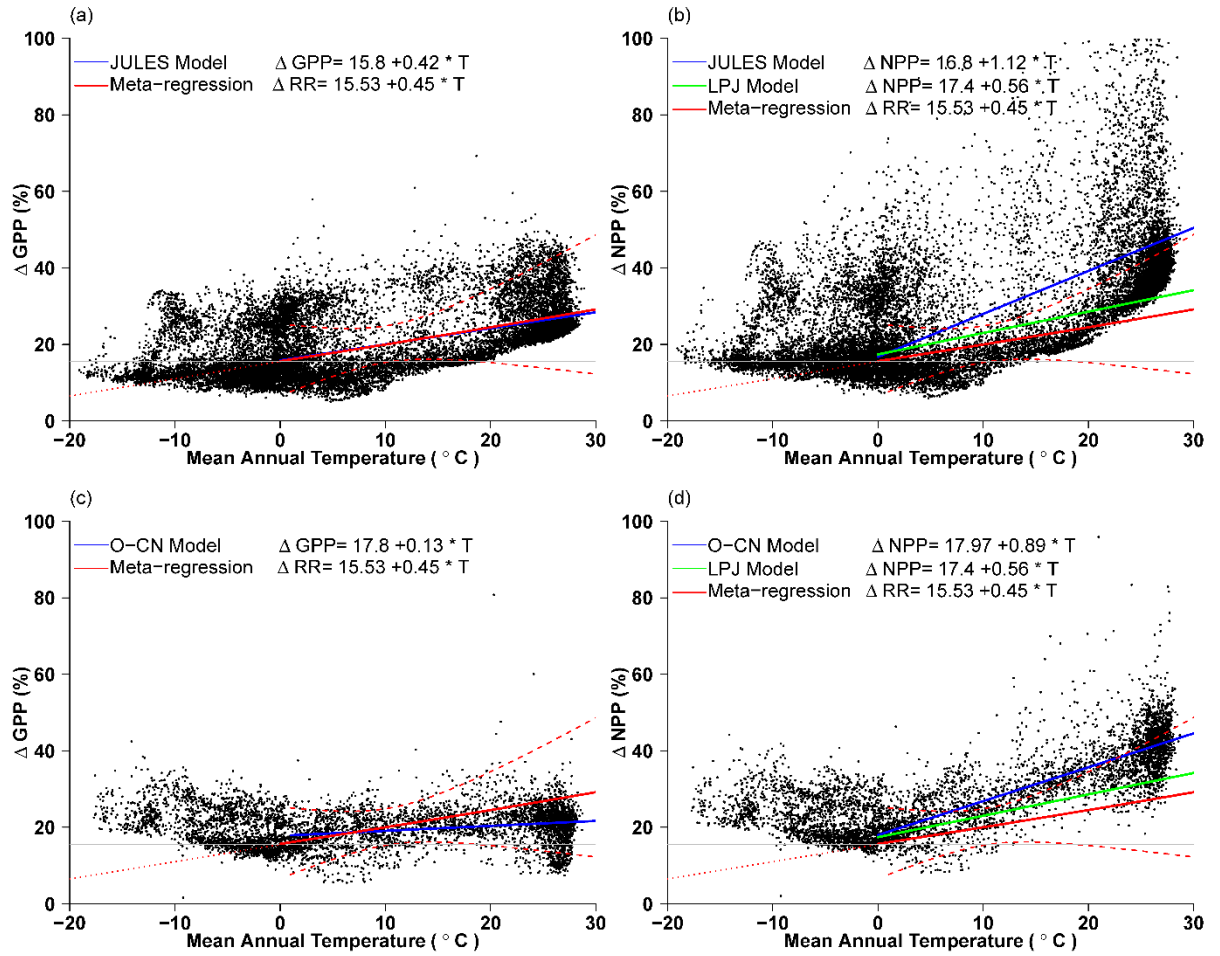 (a)
JULES Model Δ GPP= 15.8 +0.42 * T
Meta−regression Δ RR= 15.53 +0.45 * T
100
80
60
40
20
0
Δ GPP (%)
−20 −10 0 10 20 30
Mean Annual Temperature ( ° C )
(b)
JULES Model Δ NPP= 16.8 +1.12 * T
LPJ Model Δ NPP= 17.4 +0.56 * T
Meta−regression Δ RR= 15.53 +0.45 * T
100
80
60
40
20
0
Δ NPP (%)
−20 −10 0 10 20 30
Mean Annual Temperature ( ° C )
(c)
O−CN Model Δ GPP= 17.8 +0.13 * T
Meta−regression Δ RR= 15.53 +0.45 * T
100
80
60
40
20
0
Δ GPP (%)
−20 −10 0 10 20 30
Mean Annual Temperature ( ° C )
(d)
O−CN Model Δ NPP= 17.97 +0.89 * T
LPJ Model Δ NPP= 17.4 +0.56 * T
Meta−regression Δ RR= 15.53 +0.45 * T
100
80
60
40
20
0
Δ NPP (%)
−20 −10 0 10 20 30
Mean Annual Temperature ( ° C )